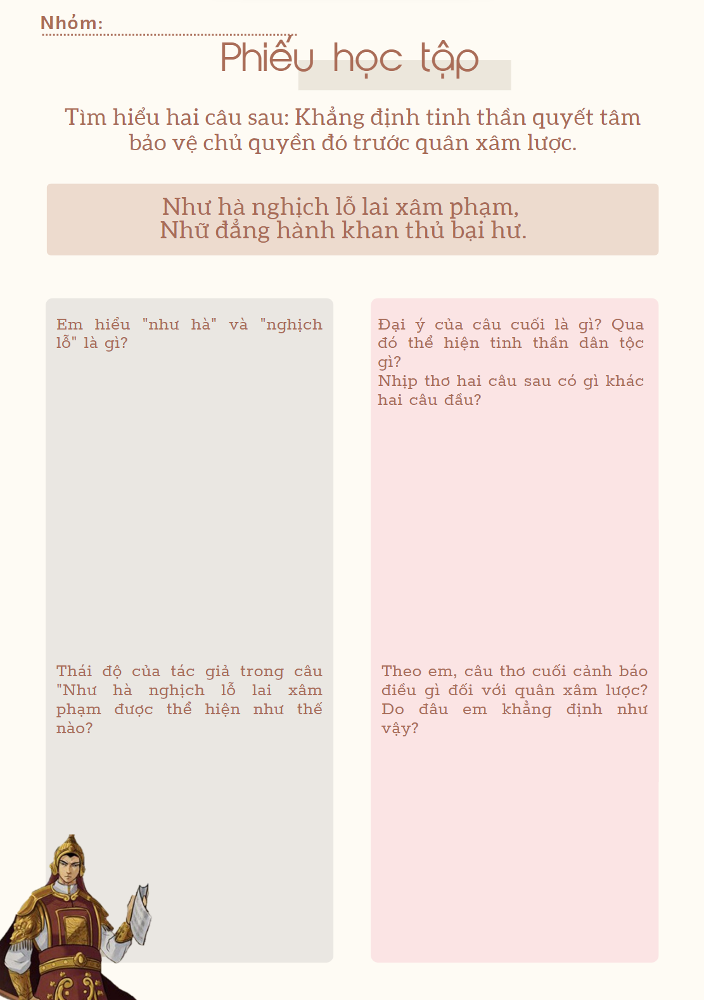 Nhóm:
Phiếu học tập
Tìm hiểu hai câu sau: Khẳng định tinh thần quyết tâm
bảo vệ chủ quyền đó trước quân xâm lược.
Như hà nghịch lỗ lai xâm phạm,
Nhữ đẳng hành khan thủ bại hư.
Em hiểu "như hà" và "nghịch
lỗ" là gì?
Thái độ của tác giả trong câu
"Như hà nghịch lỗ lai xâm
phạm được thể hiện như thế
nào?
Đại ý của câu cuối là gì? Qua
đó thể hiện tinh thần dân tộc
gì?
Nhịp thơ hai câu sau có gì khác
hai câu đầu?
Theo em, câu thơ cuối cảnh báo
điều gì đối với quân xâm lược?
Do đâu em khẳng định như
vậy?